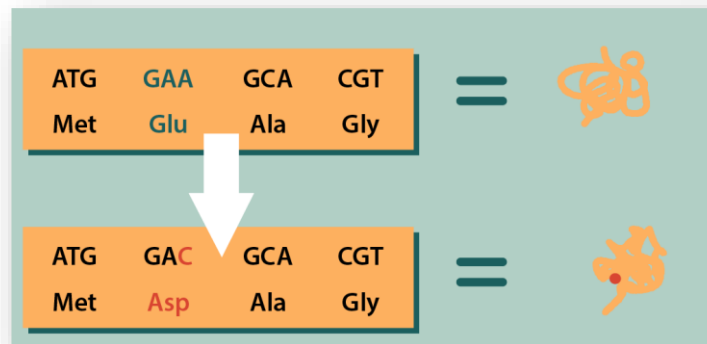 ATG GAA GCA CGT
Met Glu Ala Gly
=
ATG GAC GCA CGT
Met Asp Ala Gly
=